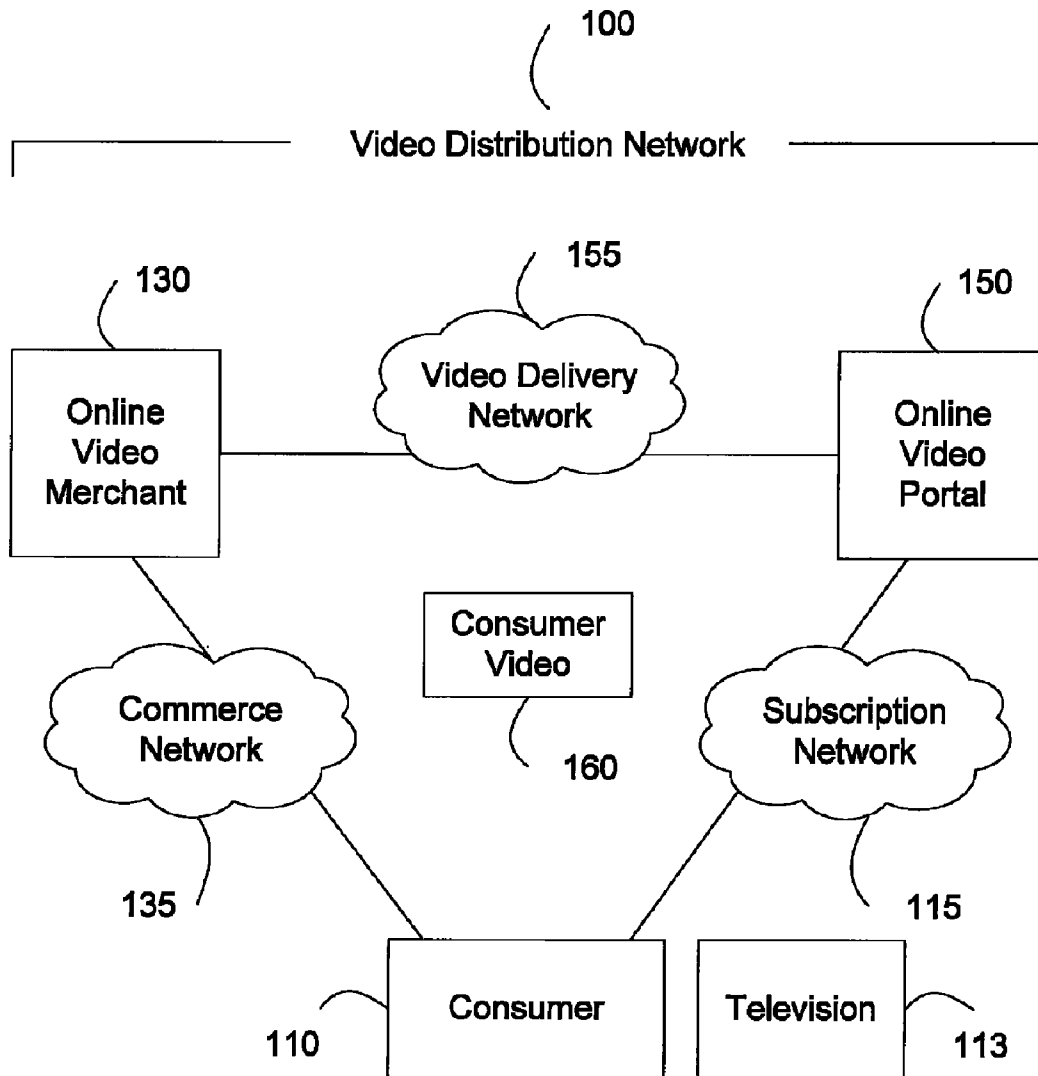 100
Video Distribution Network
130
155
150
Online
Video
Merchant
Video Delivery
Network
Online
Video
Portal
Consumer
Video
160
Commerce
Network
Subscription
Network
135
115
110
Consumer
Television
113